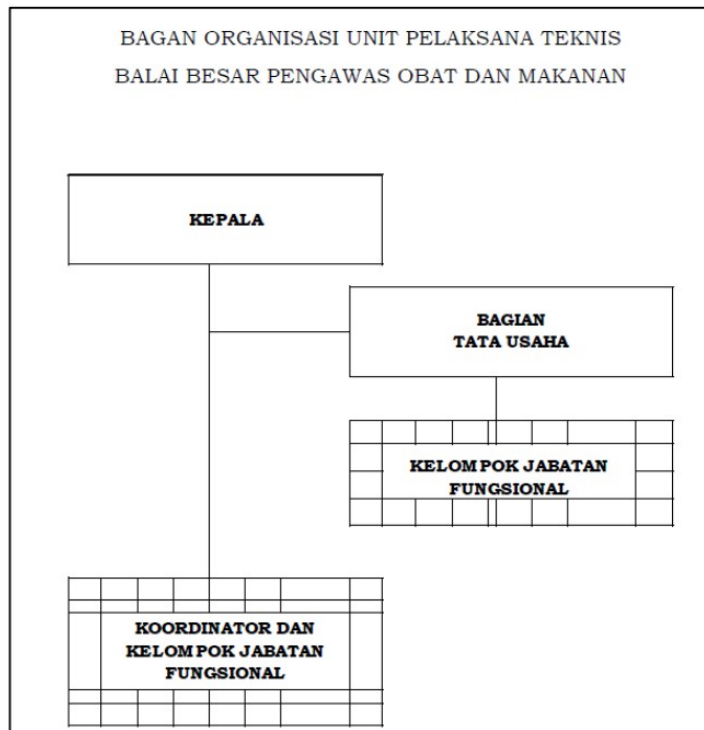 BAGAN ORGANISASI UNIT PELAKSANA TEKNIS
BALAI BESAR PENGAWAS OBAT DAN MAKANAN
KEPALA
BAGIAN
TATA USAHA
KELOMPOK JABATAN
FUNGSIONAL
KOORDINATOR DAN
KELOMPOK JABATAN
FUNGSIONAL